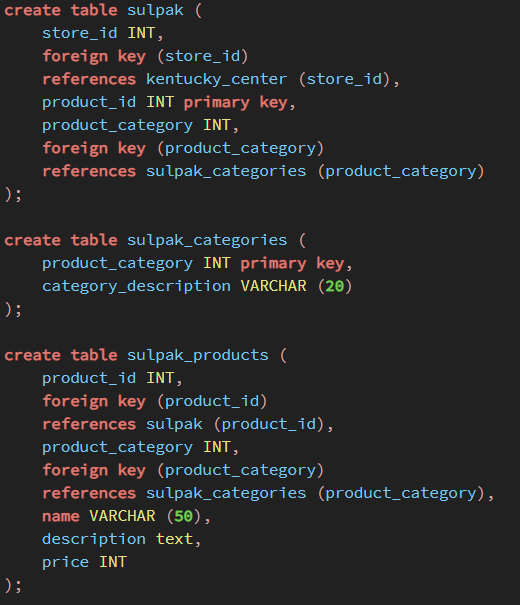 create table sulpak (
    store_id INT,
    foreign key (store_id)
    references kentucky_center (store_id),
    product_id INT primary key,
    product_category INT,
    foreign key (product_category)
    references sulpak_categories (product_category)
);

create table sulpak_categories (
    product_category INT primary key,
    category_description VARCHAR (20)
);

create table sulpak_products (
    product_id INT,
    foreign key (product_id)
    references sulpak (product_id),
    product_category INT,
    foreign key (product_category)
    references sulpak_categories (product_category),
    name VARCHAR (50),
    description text,
    price INT
);